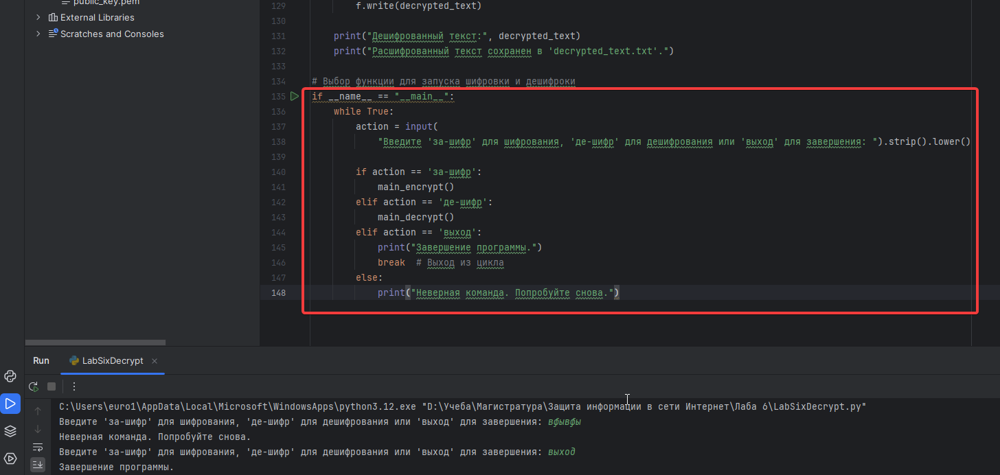 public_key.pem
External Libraries
Scratches and Consoles
129 f.write(decrypted_text)
130
131 print("Дешифрованный текст:", decrypted_text)
132 print("Расшифрованный текст сохранен в 'decrypted_text.txt'.")
133
134 # Выбор функции для запуска шифровки и дешифроки
135 if __name__ == "__main__":
136 while True:
137 action = input(
138 "Введите 'за-шифр' для шифрования, 'де-шифр' для дешифрования или 'выход' для завершения: ").strip().lower()
139
140 if action == 'за-шифр':
141 main_encrypt()
142 elif action == 'де-шифр':
143 main_decrypt()
144 elif action == 'выход':
145 print("Завершение программы.")
146 break # Выход из цикла
147 else:
148 print("Неверная команда. Попробуйте снова.")
Run LabSixDecrypt
C:\Users\euro1\AppData\Local\Microsoft\WindowsApps\python3.12.exe "D:\Учеба\Магистратура\Защита информации в сети Интернет\Лаба 6\LabSixDecrypt.py"
Введите 'за-шифр' для шифрования, 'де-шифр' для дешифрования или 'выход' для завершения: вфывфы
Неверная команда. Попробуйте снова.
Введите 'за-шифр' для шифрования, 'де-шифр' для дешифрования или 'выход' для завершения: выход
Завершение программы.